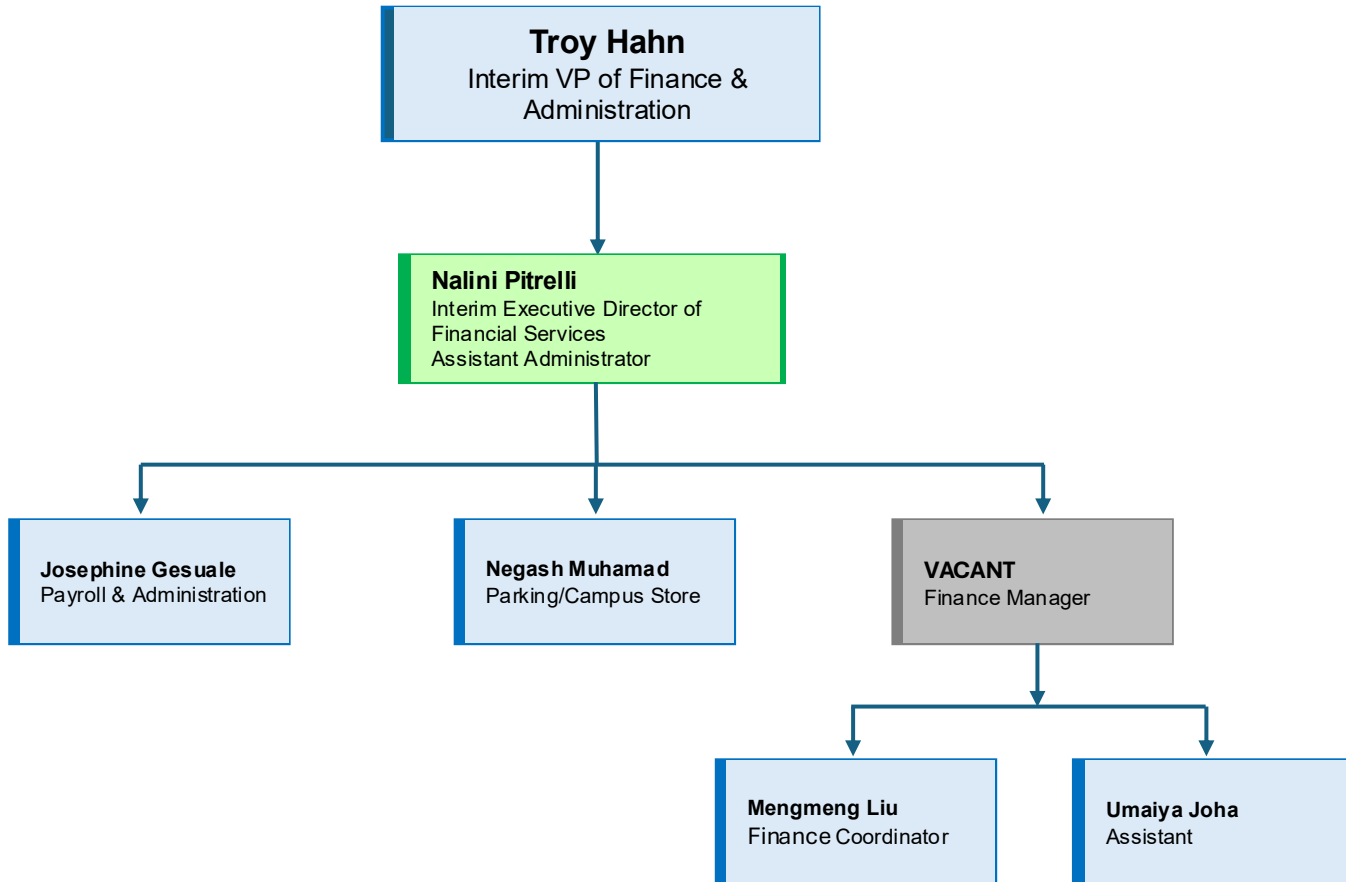 Troy Hahn
Interim VP of Finance &
Administration
Nalini Pitrelli
Interim Executive Director of
Financial Services
Assistant Administrator
Josephine Gesuale
Payroll & Administration
Negash Muhamad
Parking/Campus Store
VACANT
Finance Manager
Mengmeng Liu
Finance Coordinator
Umaiya Joha
Assistant